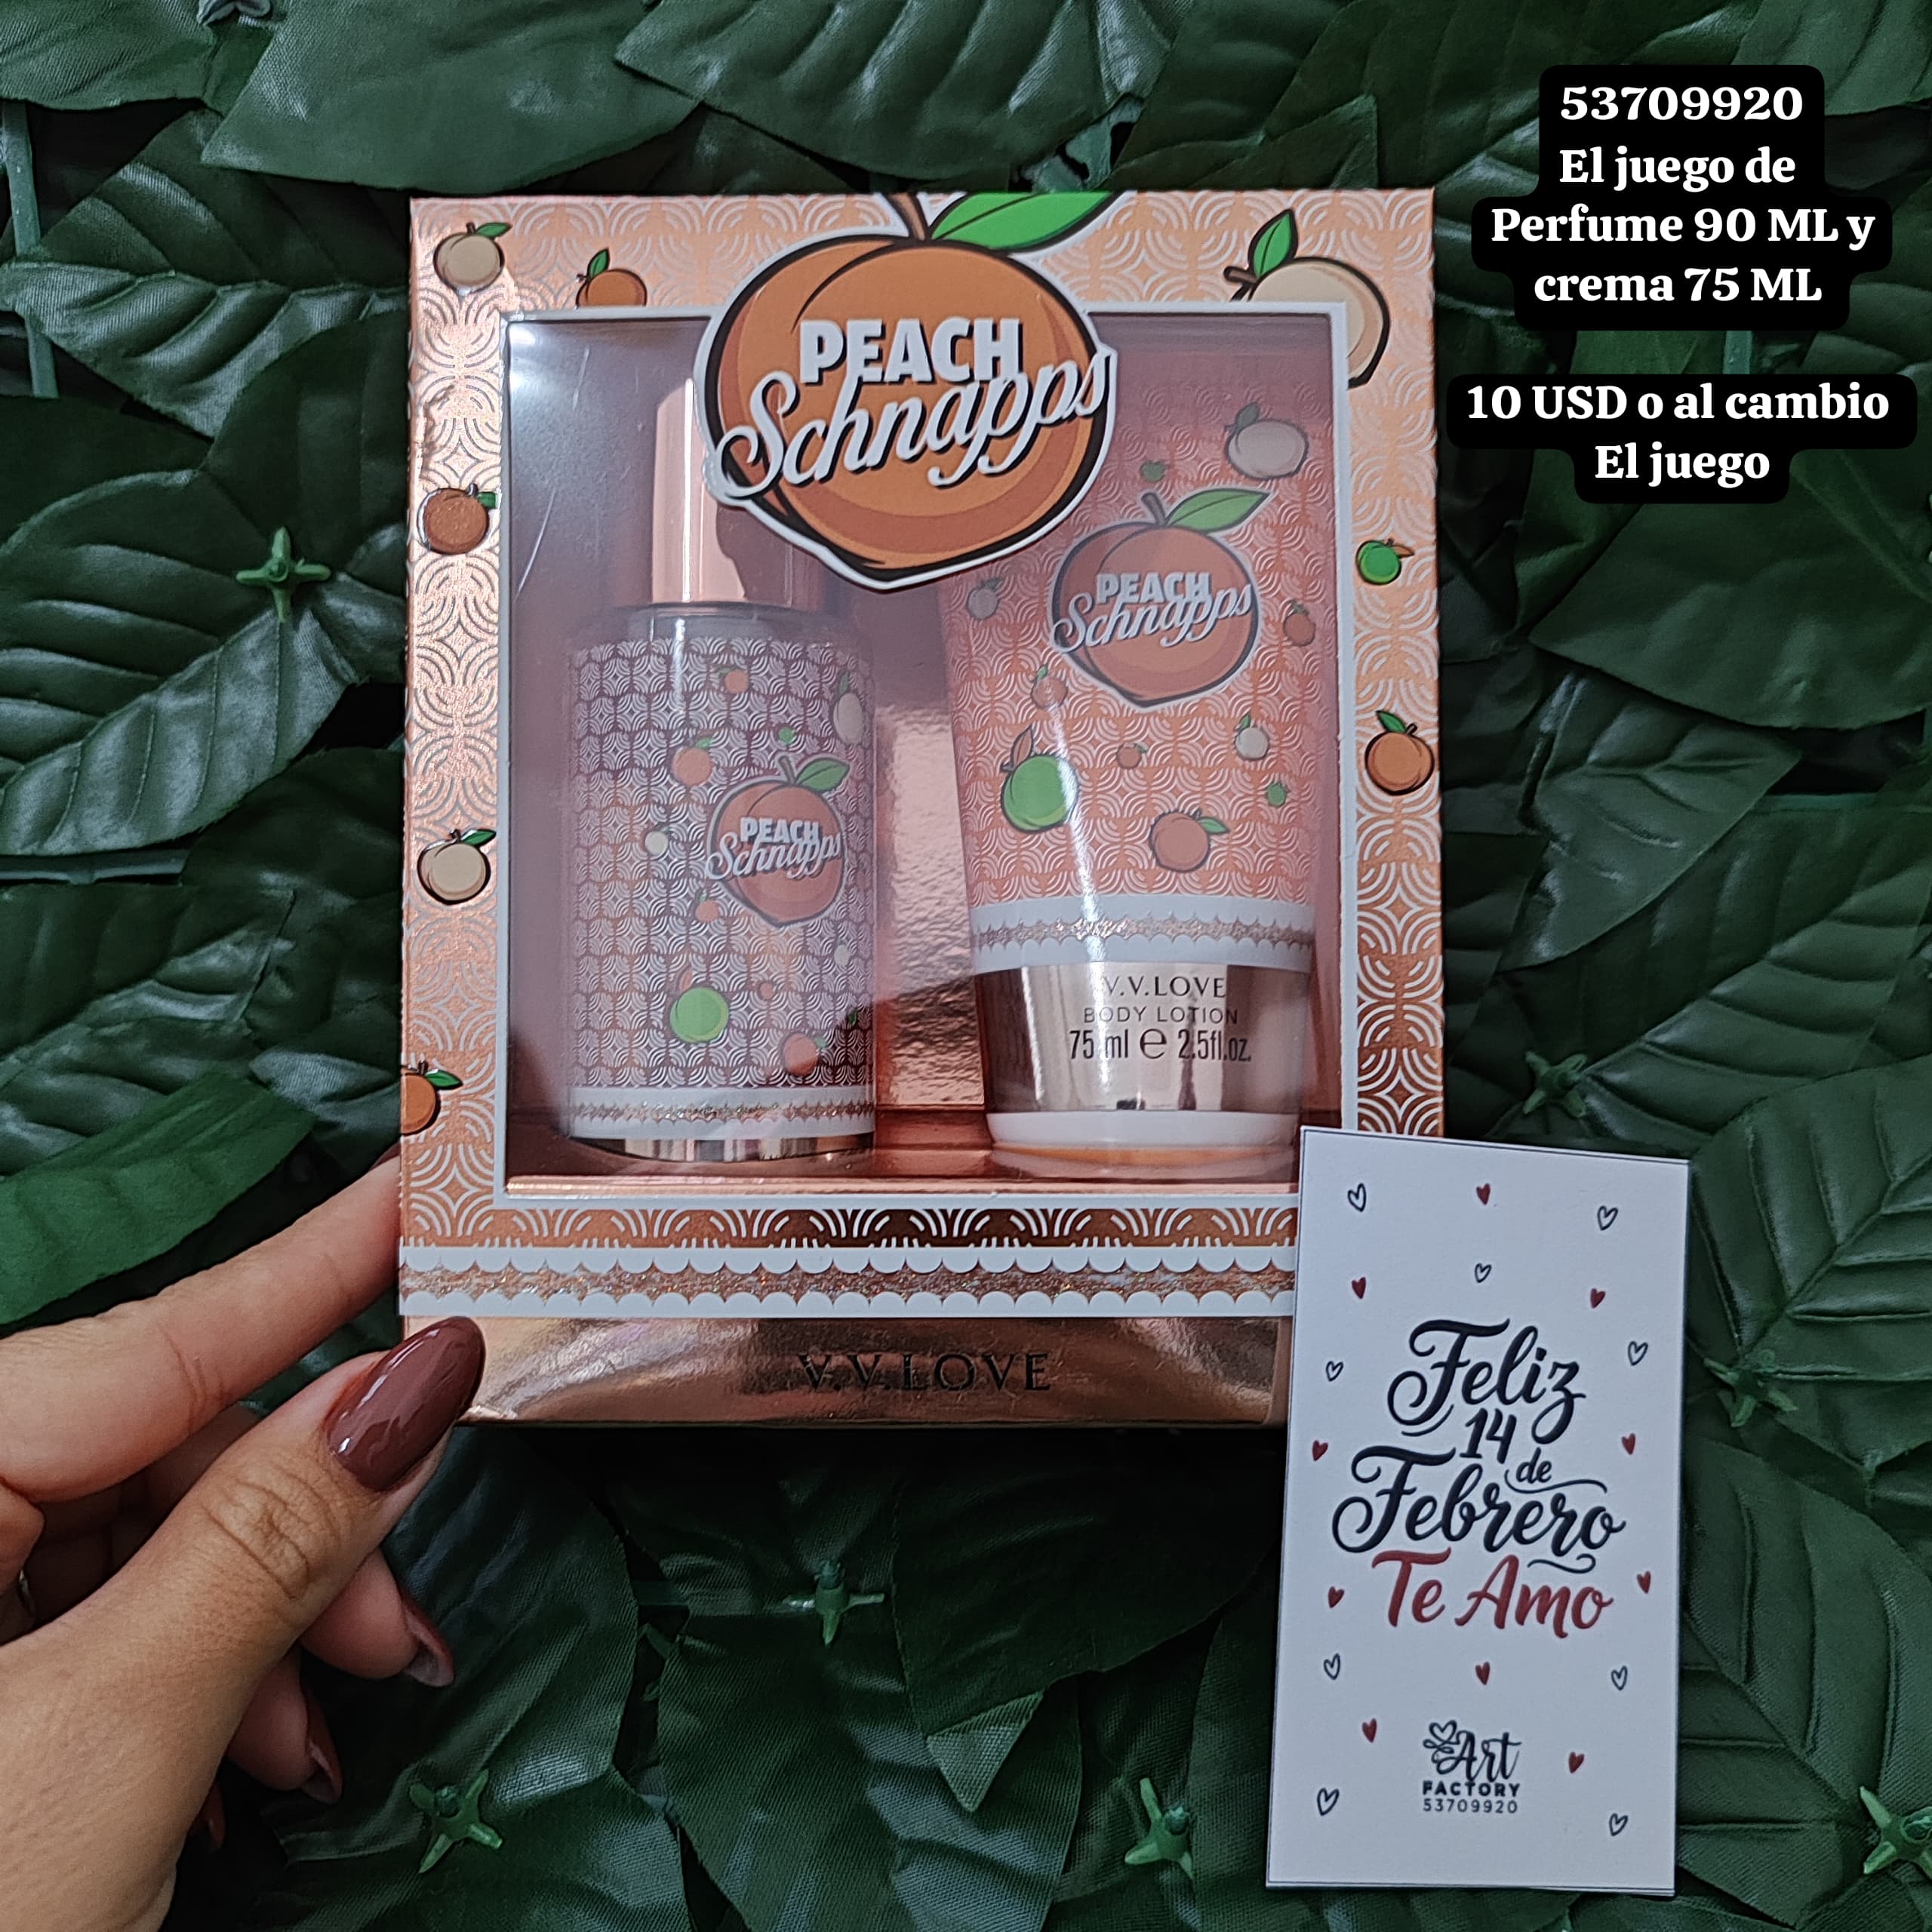 53709920
El juego de
Perfume 90 ML y
crema 75 ML
10 USD o al cambio
El juego
PEACH
Schnapps
PEACH
Schnapps
PEACH
Schnapps
V.V.LOVE
BODY LOTION
75 ml e 2.5fl.oz.
V.V.LOVE
Feliz
14
de
Febrero
Te Amo
Art
FACTORY
53709920